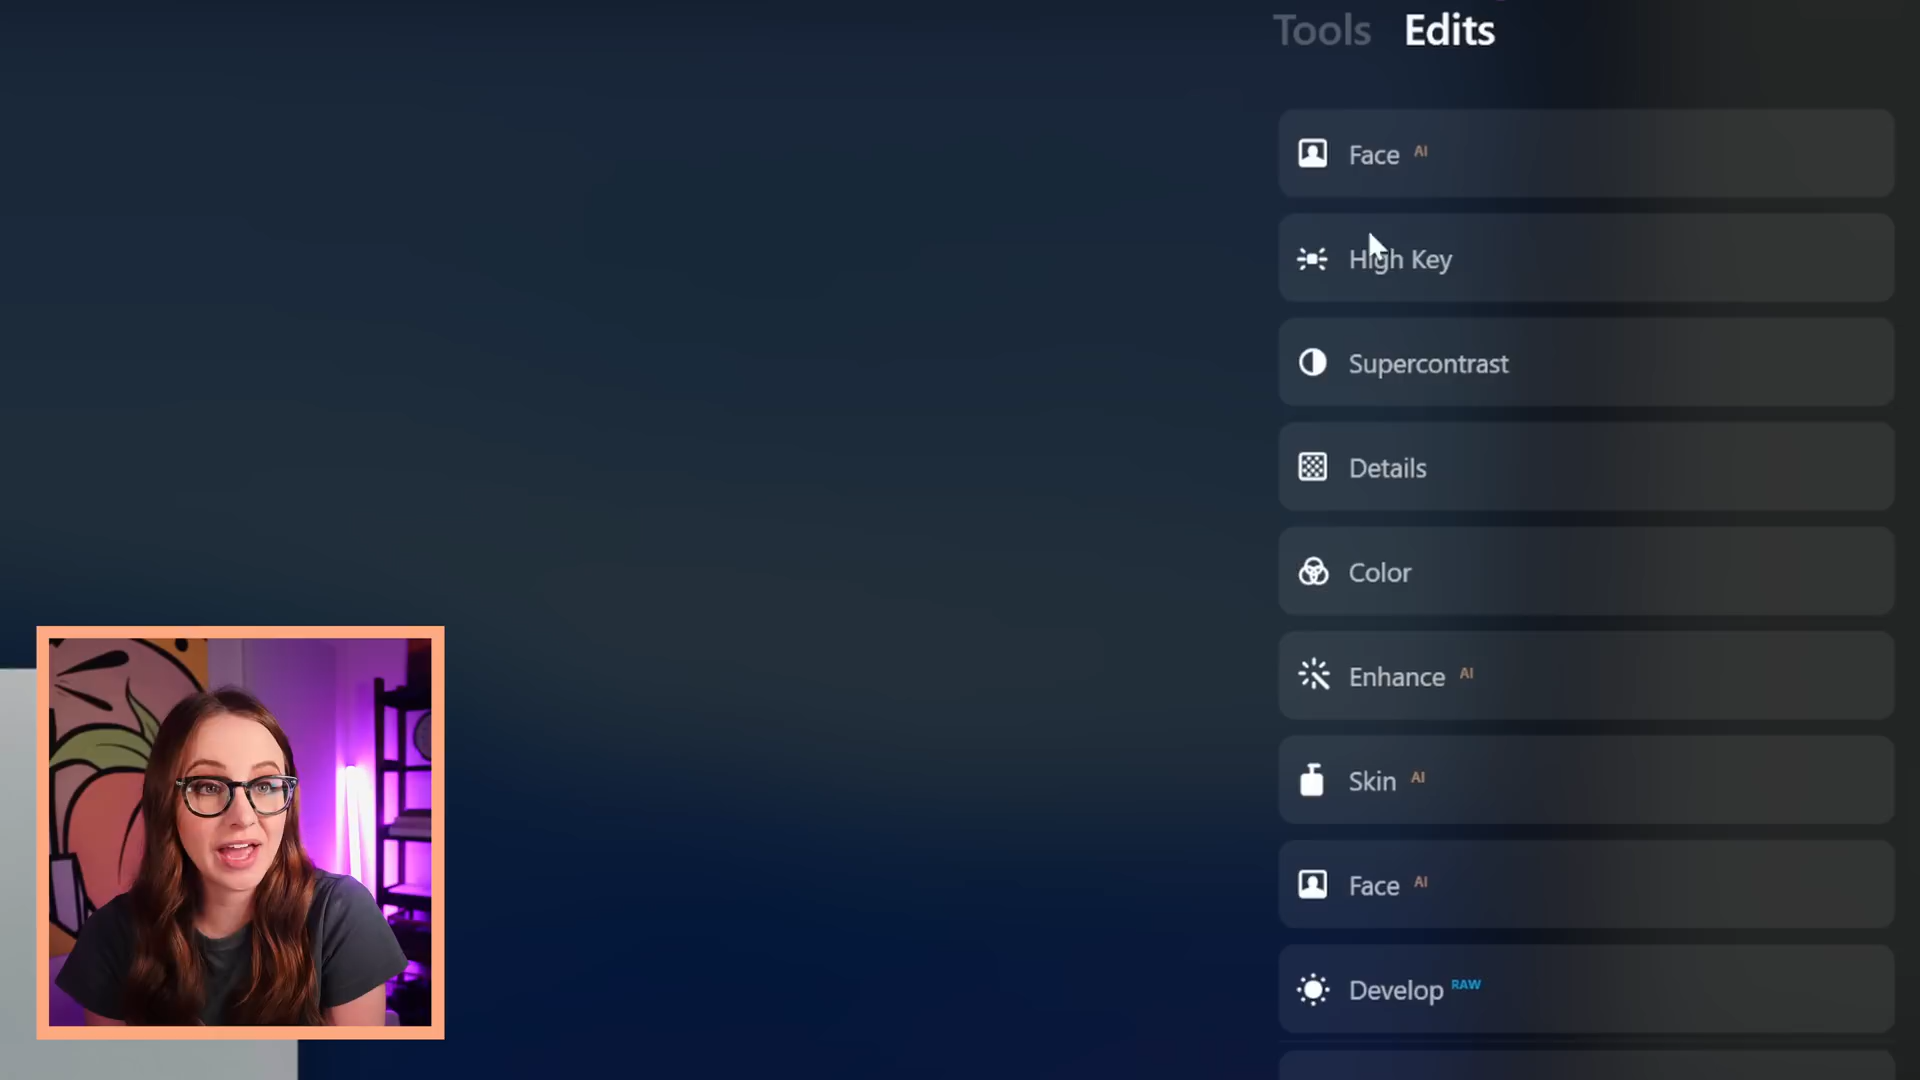 Tools Edits
Face AI
High Key
Supercontrast
Details
Color
Enhance AI
Skin AI
Face AI
Develop RAW